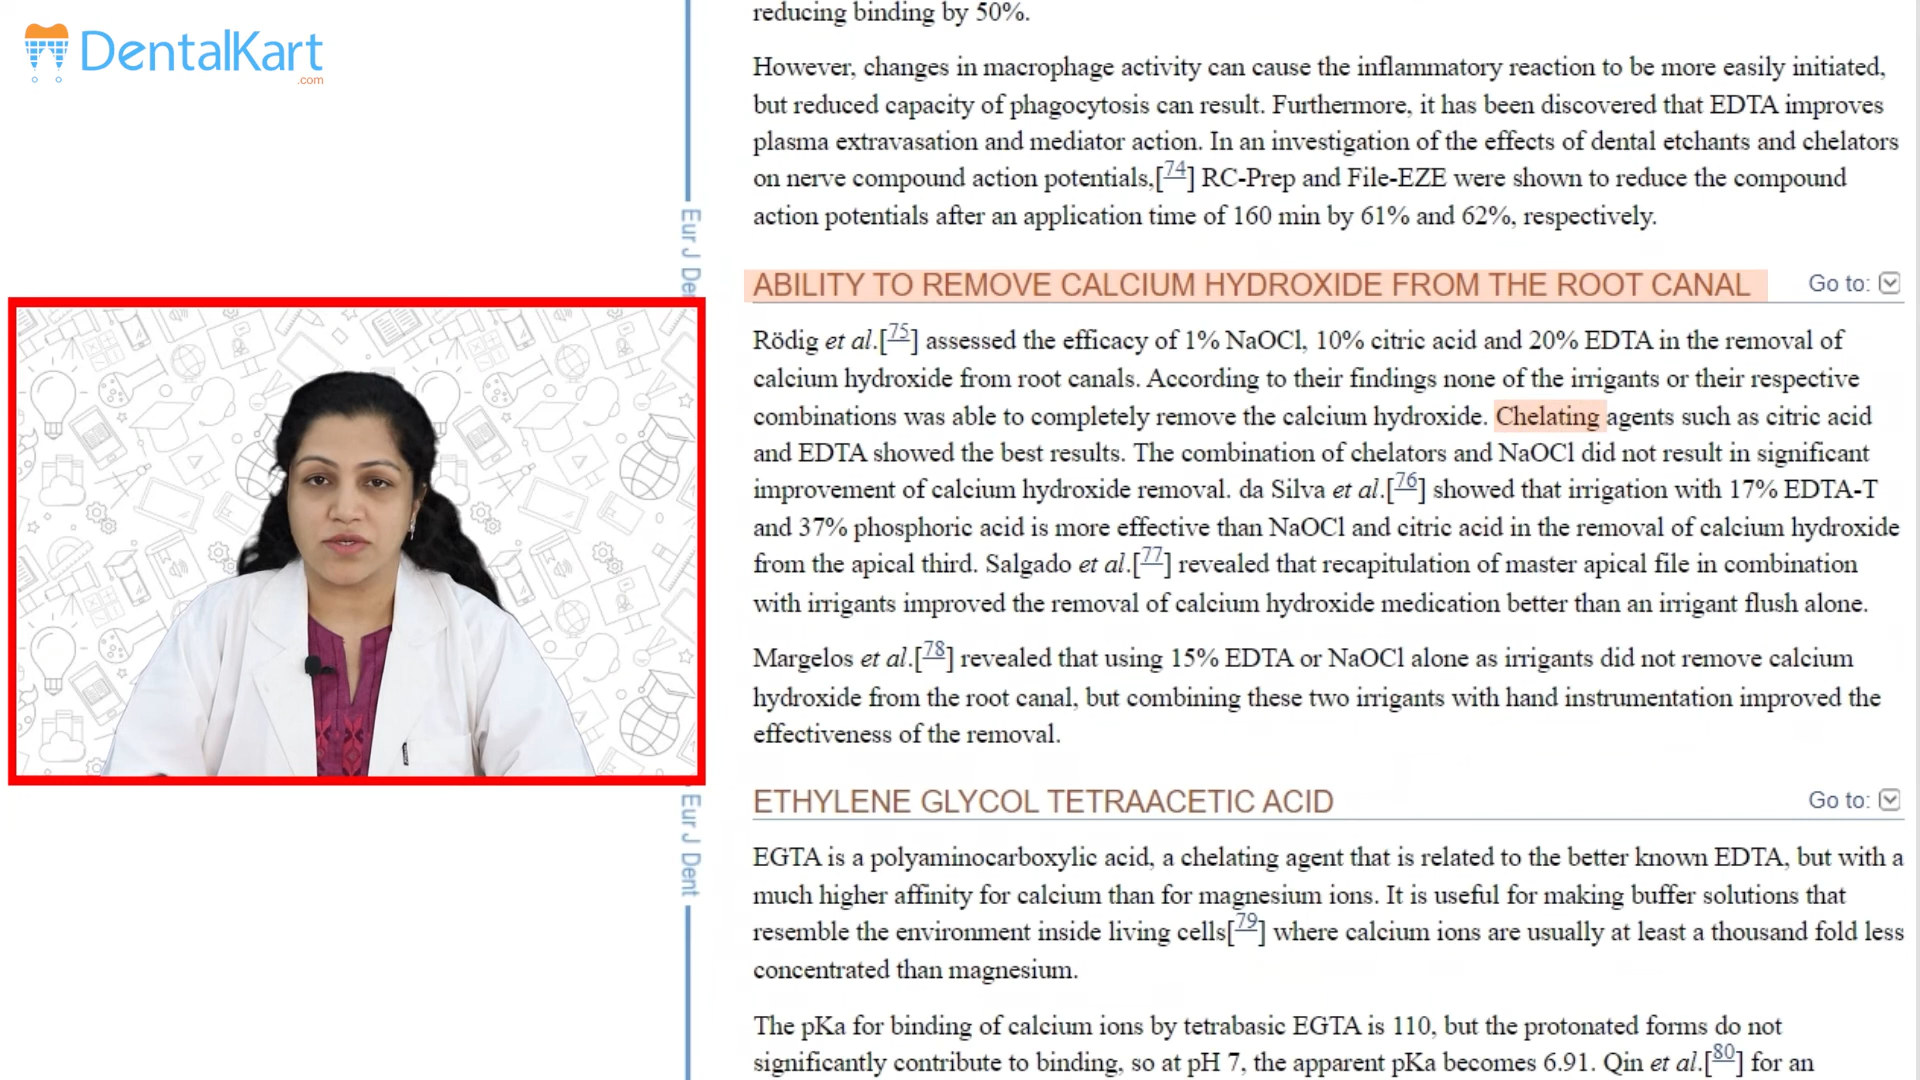 DentalKart
.com
reducing binding by 50%.
However, changes in macrophage activity can cause the inflammatory reaction to be more easily initiated,
but reduced capacity of phagocytosis can result. Furthermore, it has been discovered that EDTA improves
plasma extravasation and mediator action. In an investigation of the effects of dental etchants and chelators
on nerve compound action potentials,[74] RC-Prep and File-EZE were shown to reduce the compound
action potentials after an application time of 160 min by 61% and 62%, respectively.
Eur J Den
ABILITY TO REMOVE CALCIUM HYDROXIDE FROM THE ROOT CANAL Go to:
Rödig et al.[75] assessed the efficacy of 1% NaOCl, 10% citric acid and 20% EDTA in the removal of
calcium hydroxide from root canals. According to their findings none of the irrigants or their respective
combinations was able to completely remove the calcium hydroxide. Chelating agents such as citric acid
and EDTA showed the best results. The combination of chelators and NaOCl did not result in significant
improvement of calcium hydroxide removal. da Silva et al.[76] showed that irrigation with 17% EDTA-T
and 37% phosphoric acid is more effective than NaOCl and citric acid in the removal of calcium hydroxide
from the apical third. Salgado et al.[77] revealed that recapitulation of master apical file in combination
with irrigants improved the removal of calcium hydroxide medication better than an irrigant flush alone.
Margelos et al.[78] revealed that using 15% EDTA or NaOCl alone as irrigants did not remove calcium
hydroxide from the root canal, but combining these two irrigants with hand instrumentation improved the
effectiveness of the removal.
Eur J Dent
ETHYLENE GLYCOL TETRAACETIC ACID Go to:
EGTA is a polyaminocarboxylic acid, a chelating agent that is related to the better known EDTA, but with a
much higher affinity for calcium than for magnesium ions. It is useful for making buffer solutions that
resemble the environment inside living cells[79] where calcium ions are usually at least a thousand fold less
concentrated than magnesium.
The pKa for binding of calcium ions by tetrabasic EGTA is 110, but the protonated forms do not
significantly contribute to binding, so at pH 7, the apparent pKa becomes 6.91. Qin et al.[80] for an